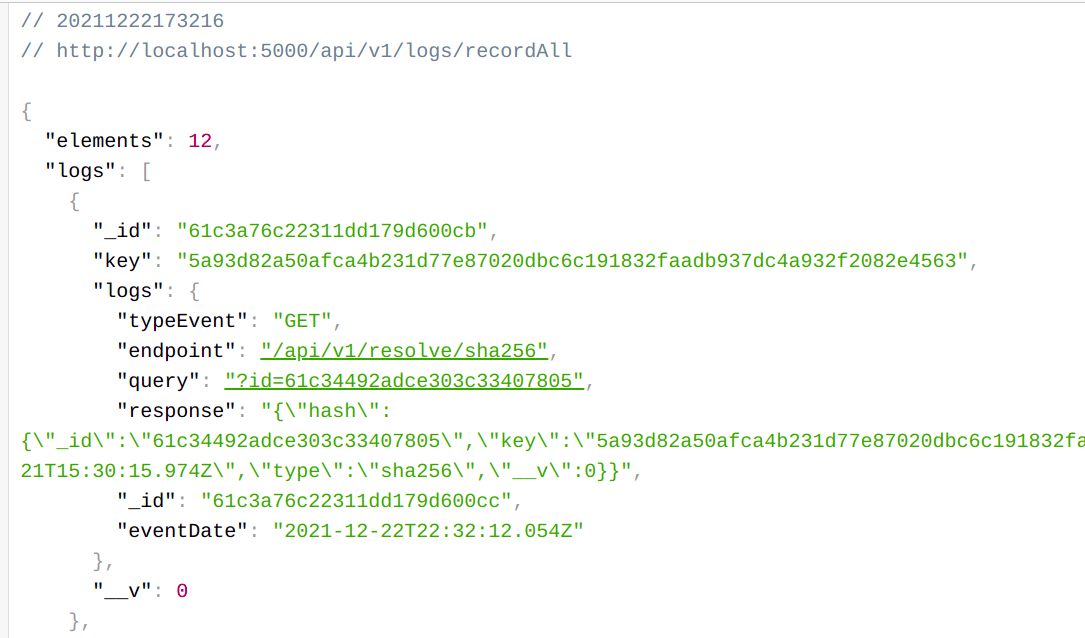 // 20211222173216
// http://localhost:5000/api/v1/logs/recordAll
{
"elements": 12,
"logs": [
{
"_id": "61c3a76c22311dd179d600cb",
"key": "5a93d82a50afca4b231d77e87020dbc6c191832faadb937dc4a932f2082e4563",
"logs": {
"typeEvent": "GET",
"endpoint": "/api/v1/resolve/sha256",
"query": "?id=61c34492adce303c33407805",
"response": "{\"hash\":
{\"_id\":\"61c34492adce303c33407805\",\"key\":\"5a93d82a50afca4b231d77e87020dbc6c191832fa
21T15:30:15.974Z\",\"type\":\"sha256\",\"__v\":0}}",
"_id": "61c3a76c22311dd179d600cc",
"eventDate": "2021-12-22T22:32:12.054Z"
},
"__v": 0
},